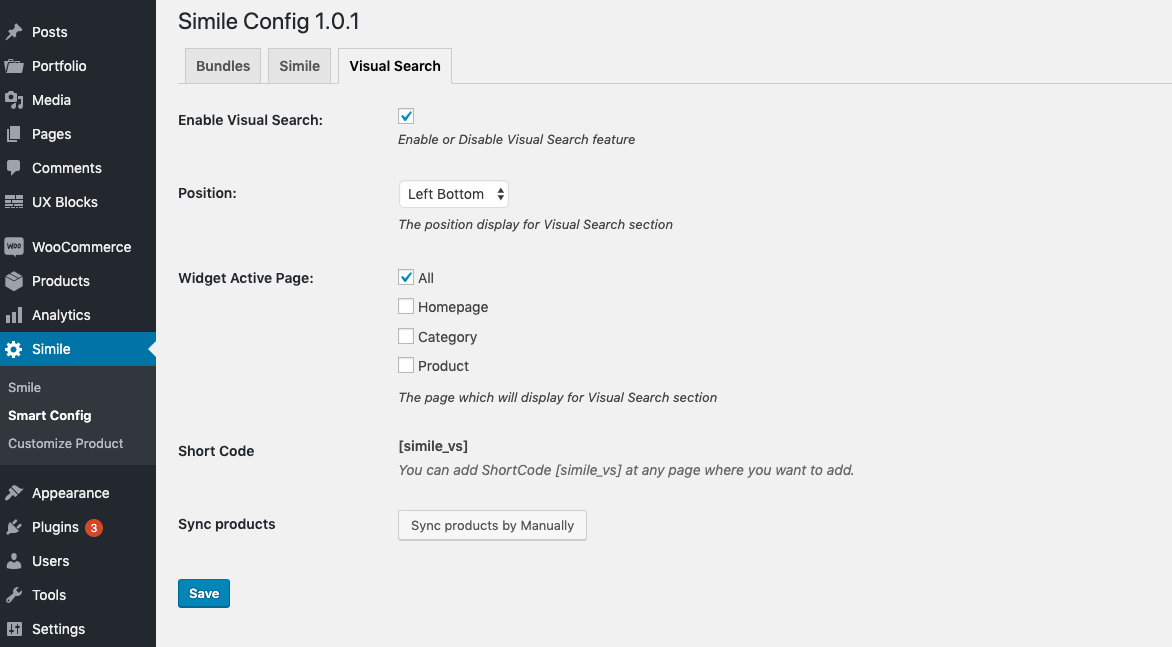 Posts
Portfolio
Media
Pages
Comments
UX Blocks
Woo WooCommerce
Products
Analytics
Simile
Smile
Smart Config
Customize Product
Appearance
Plugins 3
Users
Tools
Settings
Simile Config 1.0.1
Bundles Simile Visual Search
Enable Visual Search:
Enable or Disable Visual Search feature
Position: Left Bottom
The position display for Visual Search section
Widget Active Page: All
Homepage
Category
Product
The page which will display for Visual Search section
Short Code [simile_vs]
You can add ShortCode [simile_vs] at any page where you want to add.
Sync products Sync products by Manually
Save